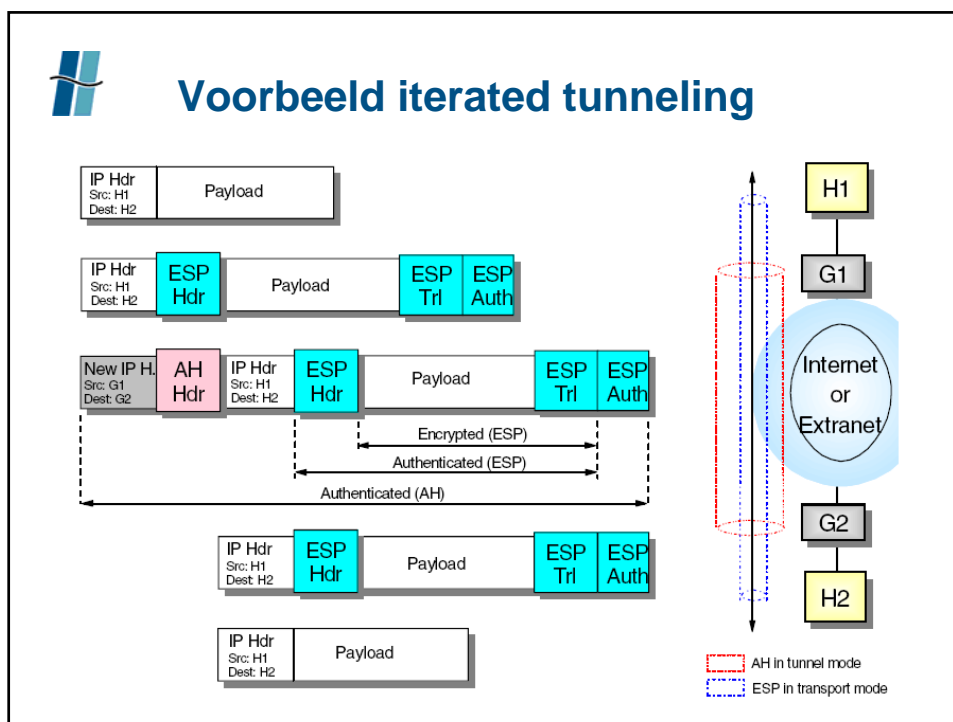 Voorbeeld iterated tunneling
IP Hdr
Src: H1
Dest: H2
Payload
IP Hdr
Src: H1
Dest: H2
ESP
Hdr
Payload
ESP
Trl
ESP
Auth
New IP H.
Src: G1
Dest: G2
AH
Hdr
IP Hdr
Src: H1
Dest: H2
ESP
Hdr
Payload
ESP
Trl
ESP
Auth
Encrypted (ESP)
Authenticated (ESP)
Authenticated (AH)
IP Hdr
Src: H1
Dest: H2
ESP
Hdr
Payload
ESP
Trl
ESP
Auth
IP Hdr
Src: H1
Dest: H2
Payload
H1
G1
Internet
or
Extranet
G2
H2
AH in tunnel mode
ESP in transport mode